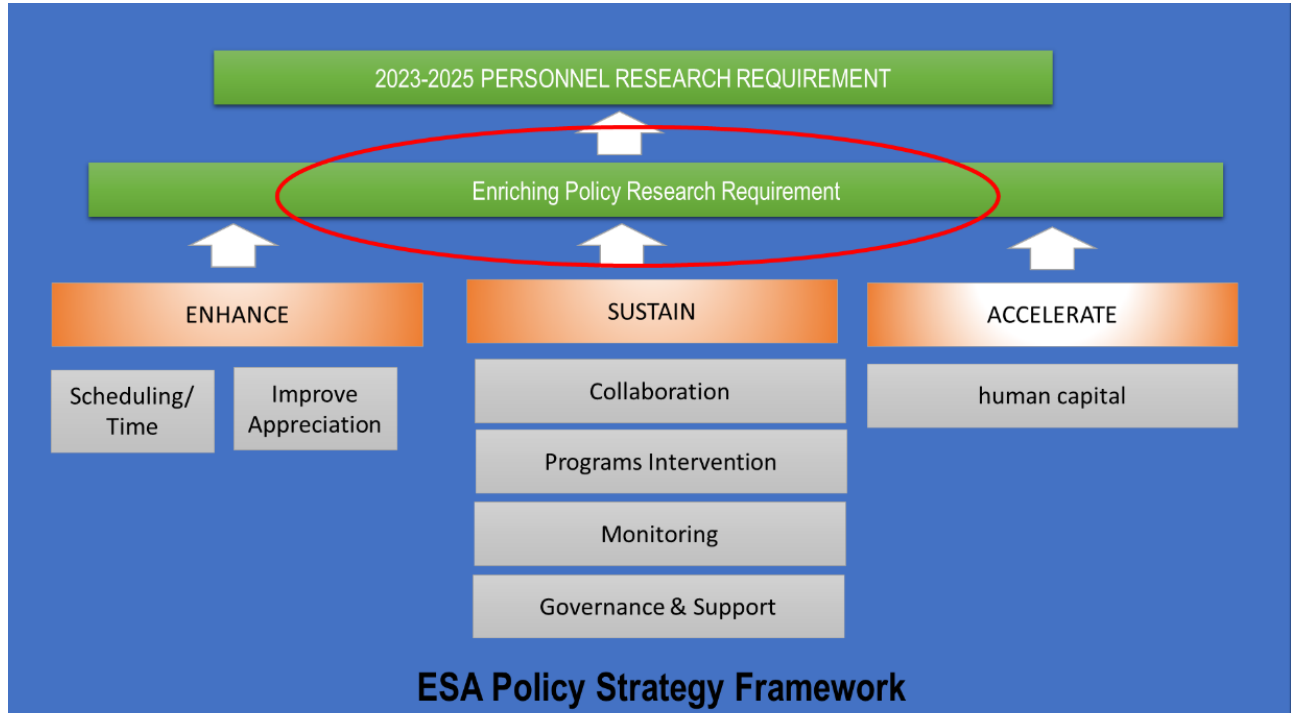 2023-2025 PERSONNEL RESEARCH REQUIREMENT
Enriching Policy Research Requirement
ENHANCE
SUSTAIN
ACCELERATE
Scheduling/
Time
Improve
Appreciation
Collaboration
human capital
Programs Intervention
Monitoring
Governance & Support
ESA Policy Strategy Framework